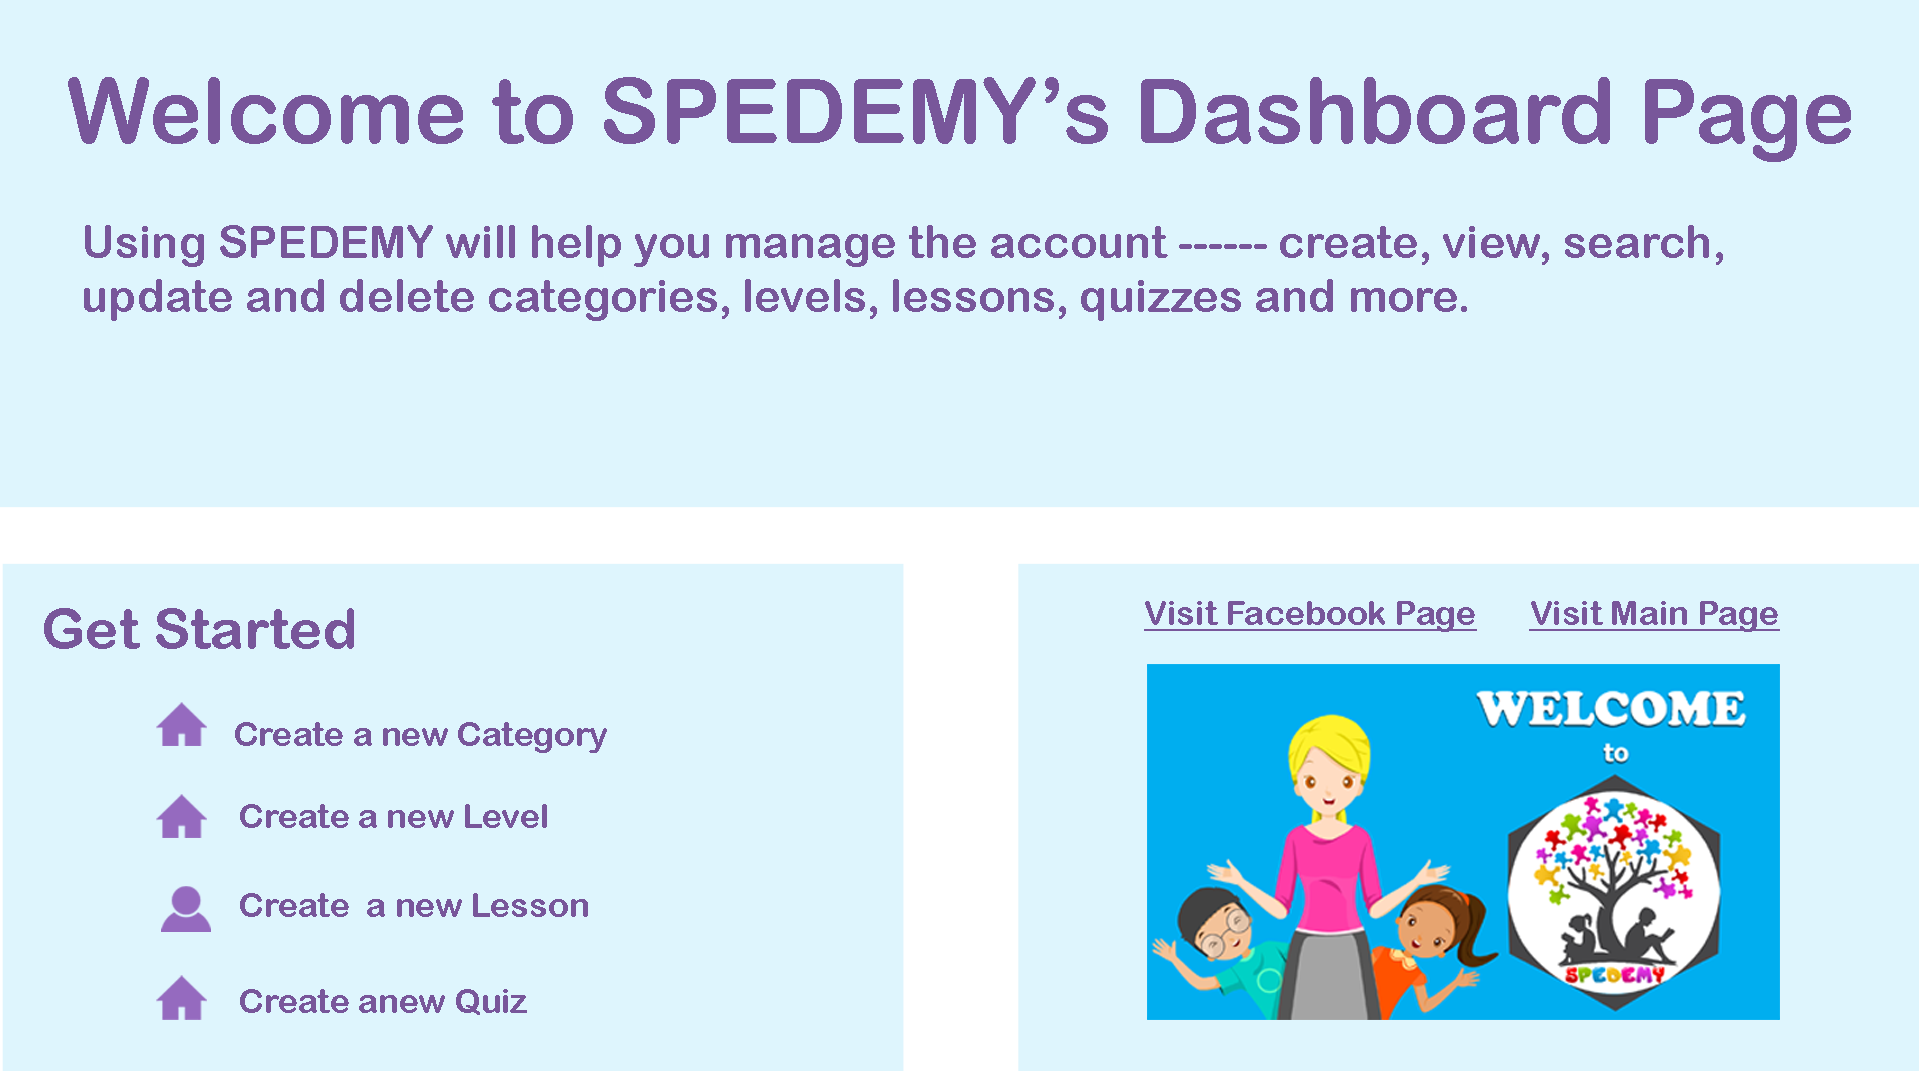 Welcome to SPEDEMY’s Dashboard Page
Using SPEDEMY will help you manage the account ------ create, view, search,
update and delete categories, levels, lessons, quizzes and more.
Get Started
Create a new Category
Create a new Level
Create  a new Lesson
Create anew Quiz
Visit Facebook Page
Visit Main Page
WELCOME
to
SPEDEMY